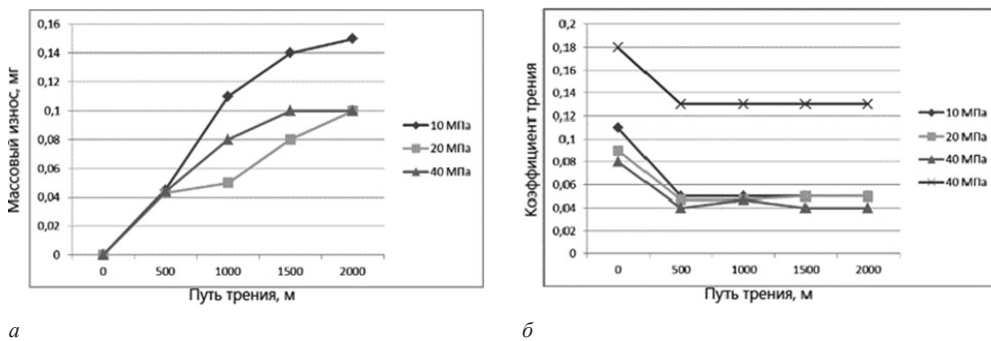 0,16
0,14
0,12
0,1
0,08
0,06
0,04
0,02
0
Массовый износ, мг
0 500 1000 1500 2000
Путь трения, м
10 МПа
20 МПа
40 МПа
а
0,2
0,18
0,16
0,14
0,12
0,1
0,08
0,06
0,04
0,02
0
Коэффициент трения
0 500 1000 1500 2000
Путь трения, м
10 МПа
20 МПа
40 МПа
40 МПа
б